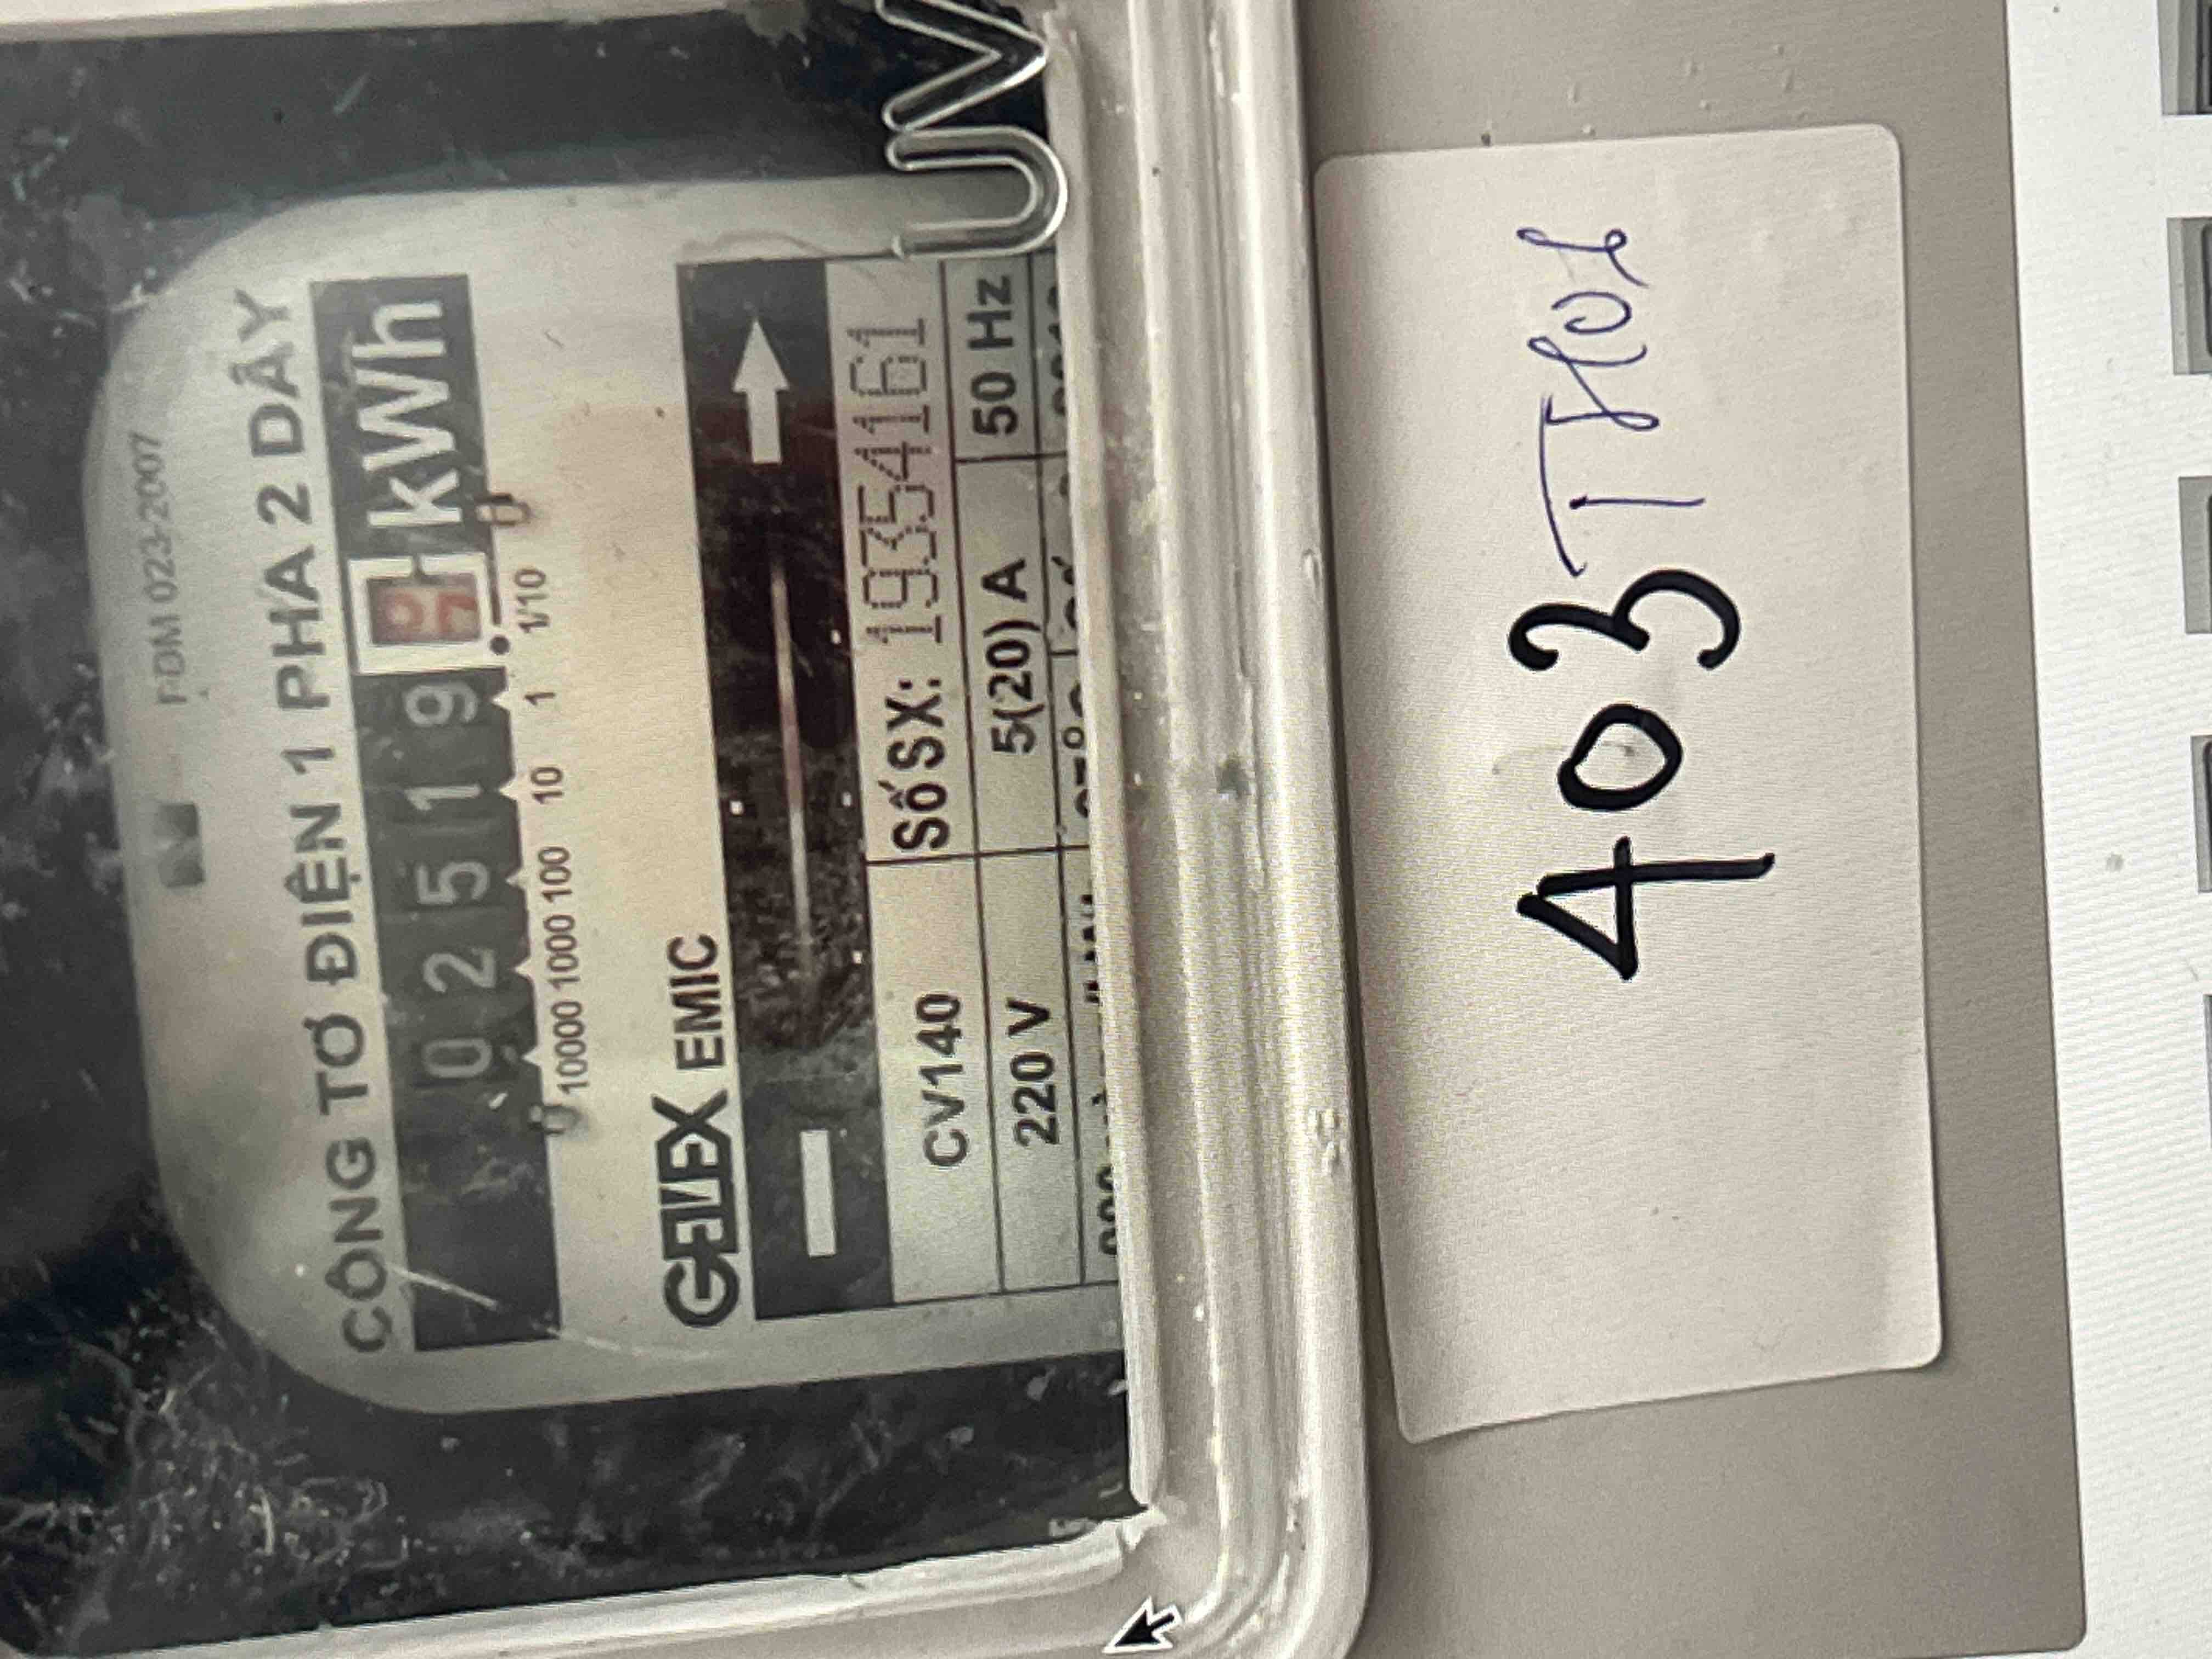 PĐM 023-2007
CÔNG TƠ ĐIỆN 1 PHA 2 DÂY
0 2 5 1 9 kWh
10000 1000 100 10 1 1/10
GELEX EMIC
CV140 Số SX: 19354161
220 V 5(20) A 50 Hz
403